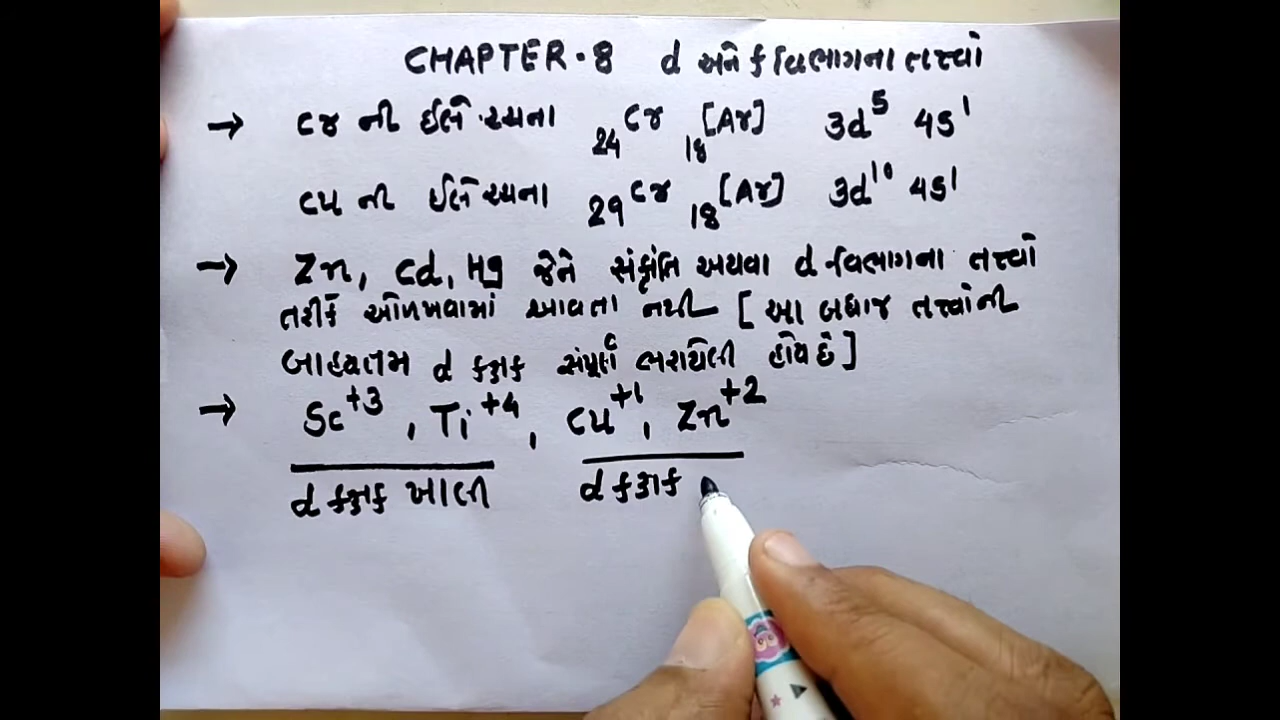 CHAPTER-8 d અને f વિભાગના તત્ત્વો
→ Cr ની ઈલે. રચના 24Cr 18[Ar] 3d5 4s1
Cu ની ઈલે રચના 29Cr 18[Ar] 3d10 4s1
→ Zn, Cd, Hg જેને સંક્રાંતિ અથવા d વિભાગના તત્ત્વો
તરીકે ઓળખવામાં આવતા નથી [આ બધાજ તત્ત્વોની
બાહ્યતમ d કક્ષક સંપૂર્ણ ભરાયેલી હોય છે]
→ Sc+3, Ti+4, Cu+1, Zn+2
d કક્ષક ખાલી d કક્ષક